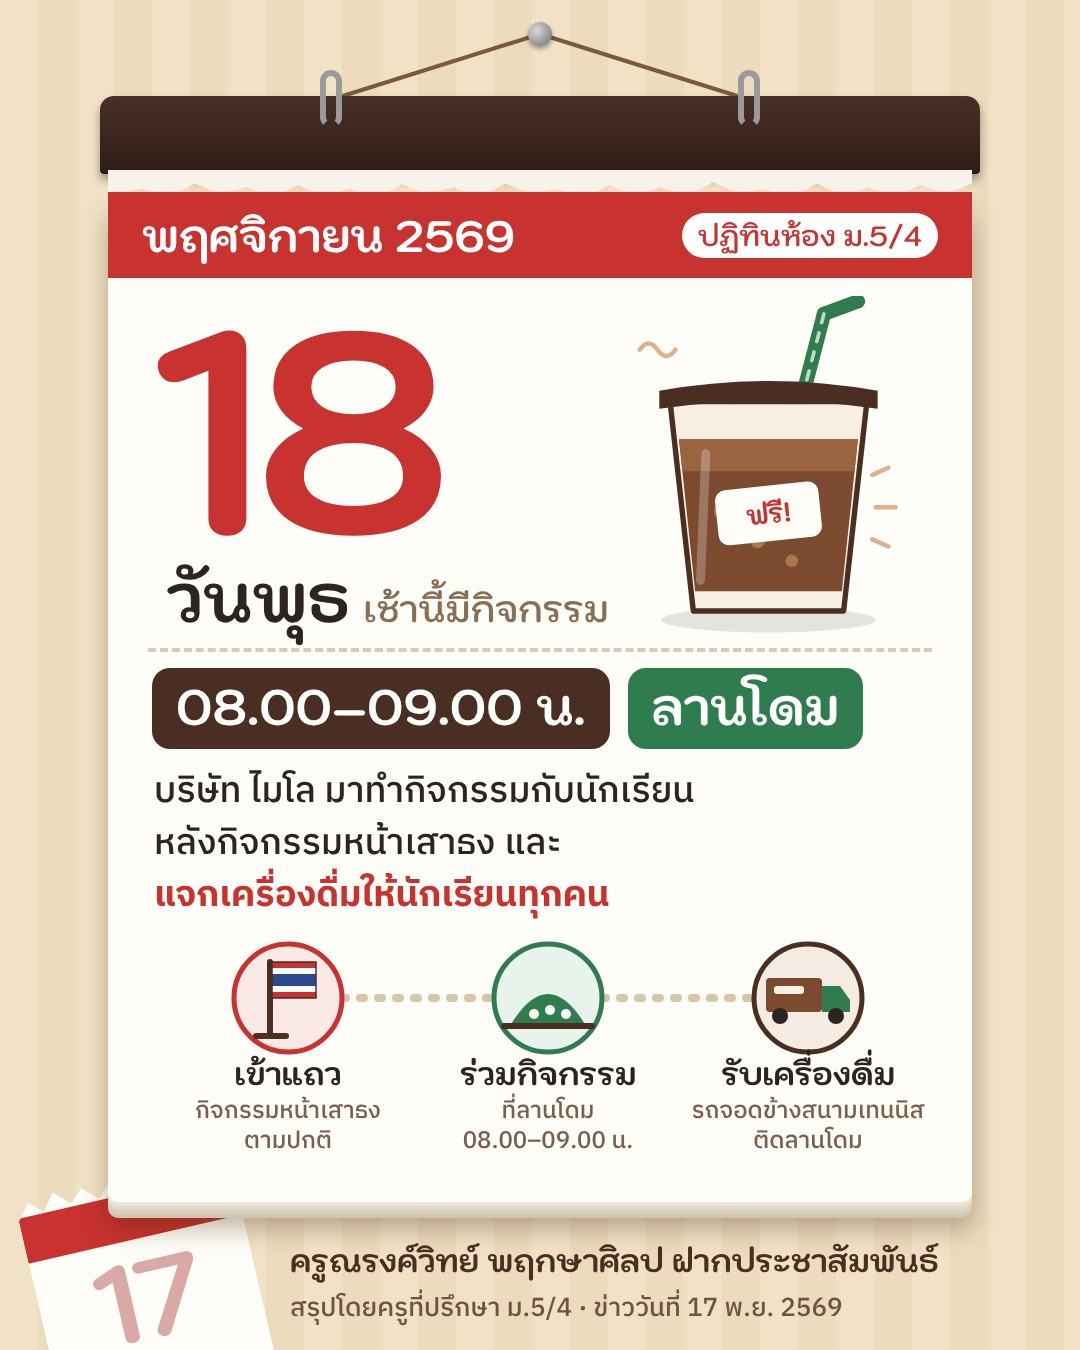 พฤศจิกายน 2569
ปฏิทินห้อง ม.5/4
18
ฟรี!
วันพุธ เช้านี้มีกิจกรรม
08.00–09.00 น.
ลานโดม
บริษัท ไมโล มาทำกิจกรรมกับนักเรียน
หลังกิจกรรมหน้าเสาธง และ
แจกเครื่องดื่มให้นักเรียนทุกคน
เข้าแถว
กิจกรรมหน้าเสาธง
ตามปกติ
ร่วมกิจกรรม
ที่ลานโดม
08.00–09.00 น.
รับเครื่องดื่ม
รถจอดข้างสนามเทนนิส
ติดลานโดม
17
ครูณรงค์วิทย์ พฤกษาศิลป ฝากประชาสัมพันธ์
สรุปโดยครูที่ปรึกษา ม.5/4 · ข่าววันที่ 17 พ.ย. 2569